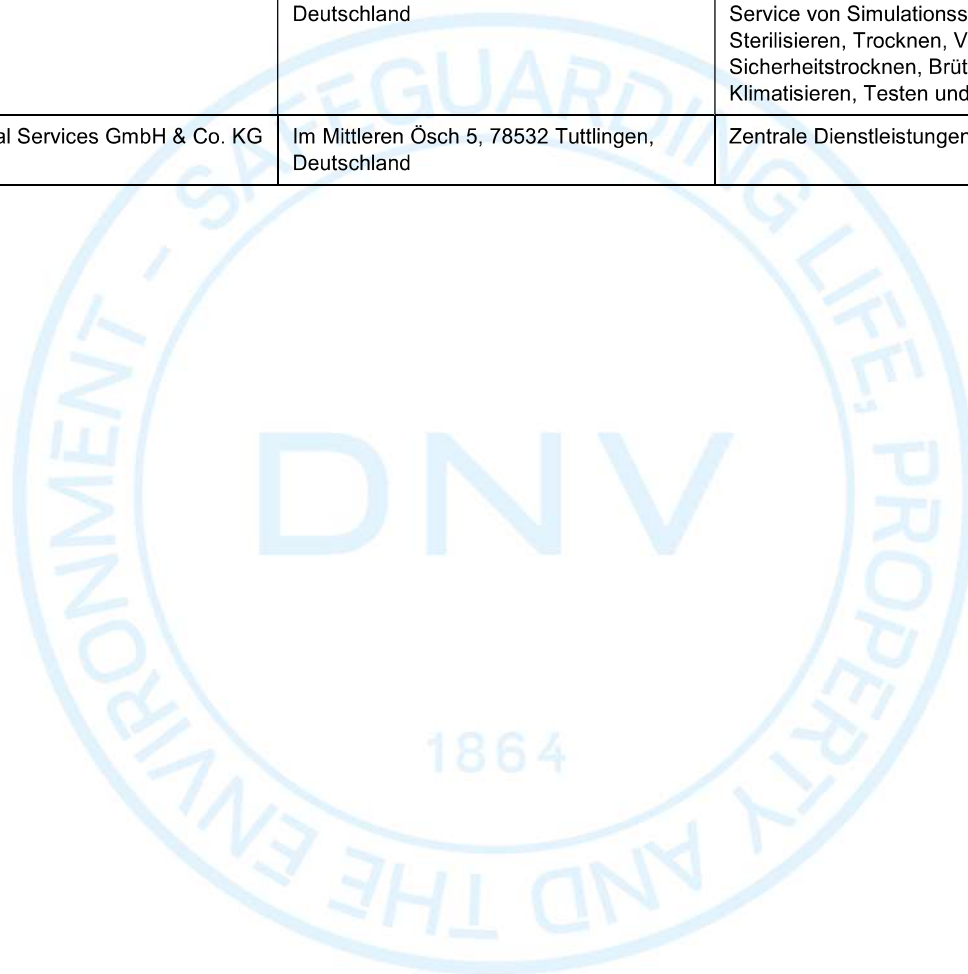 Deutschland
Service von Simulationss
Sterilisieren, Trocknen, V
Sicherheitstrocknen, Brüt
Klimatisieren, Testen und
al Services GmbH & Co. KG
Im Mittleren Ösch 5, 78532 Tuttlingen,
Deutschland
Zentrale Dienstleistungen
SAFEGUARDING LIFE, PROPERTY AND THE ENVIRONMENT -
DNV
1864